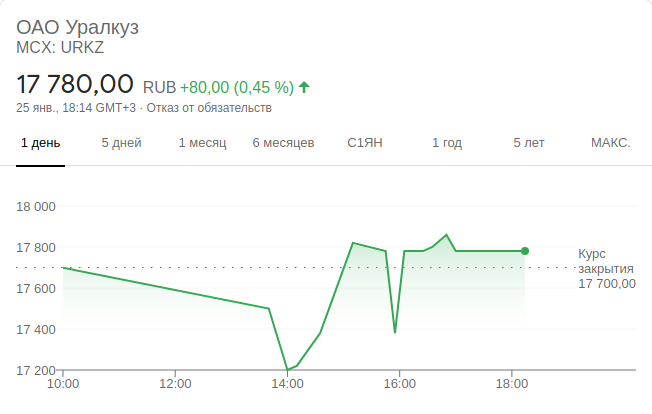 ОАО Уралкуз
MCX: URKZ
17 780,00 RUB +80,00 (0,45 %)
25 янв., 18:14 GMT+3 · Отказ от обязательств
1 день 5 дней 1 месяц 6 месяцев С1ЯН 1 год 5 лет МАКС.
18 000
17 800
Курс
закрытия
17 700,00
17 600
17 400
17 200
10:00 12:00 14:00 16:00 18:00